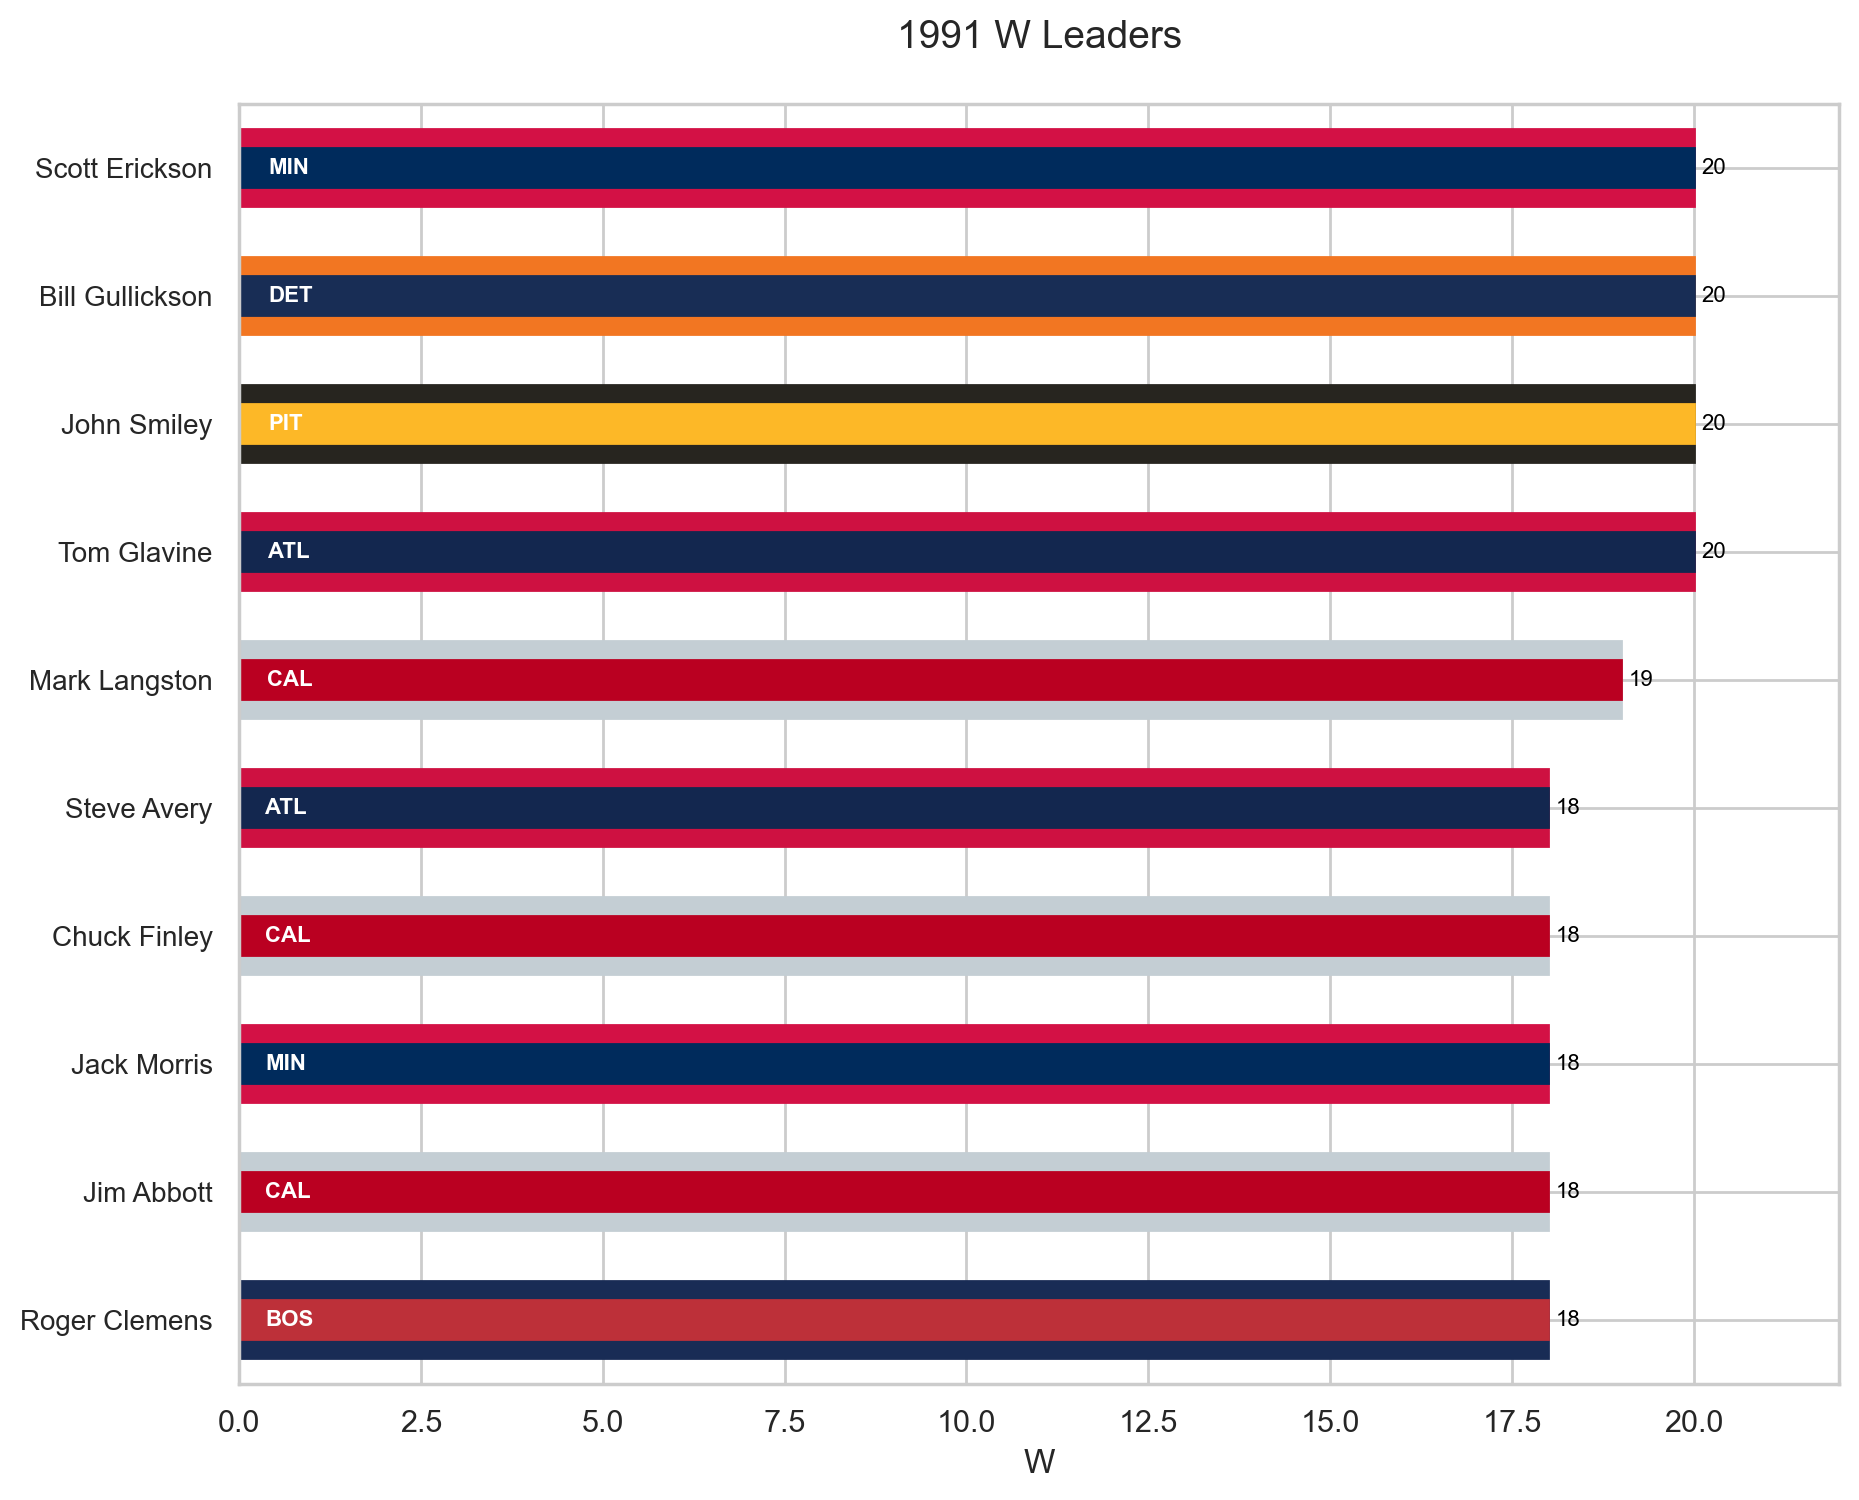 1991 W Leaders
Scott Erickson MIN 20
Bill Gullickson DET 20
John Smiley PIT 20
Tom Glavine ATL 20
Mark Langston CAL 19
Steve Avery ATL 18
Chuck Finley CAL 18
Jack Morris MIN 18
Jim Abbott CAL 18
Roger Clemens BOS 18
0.0 2.5 5.0 7.5 10.0 12.5 15.0 17.5 20.0
W